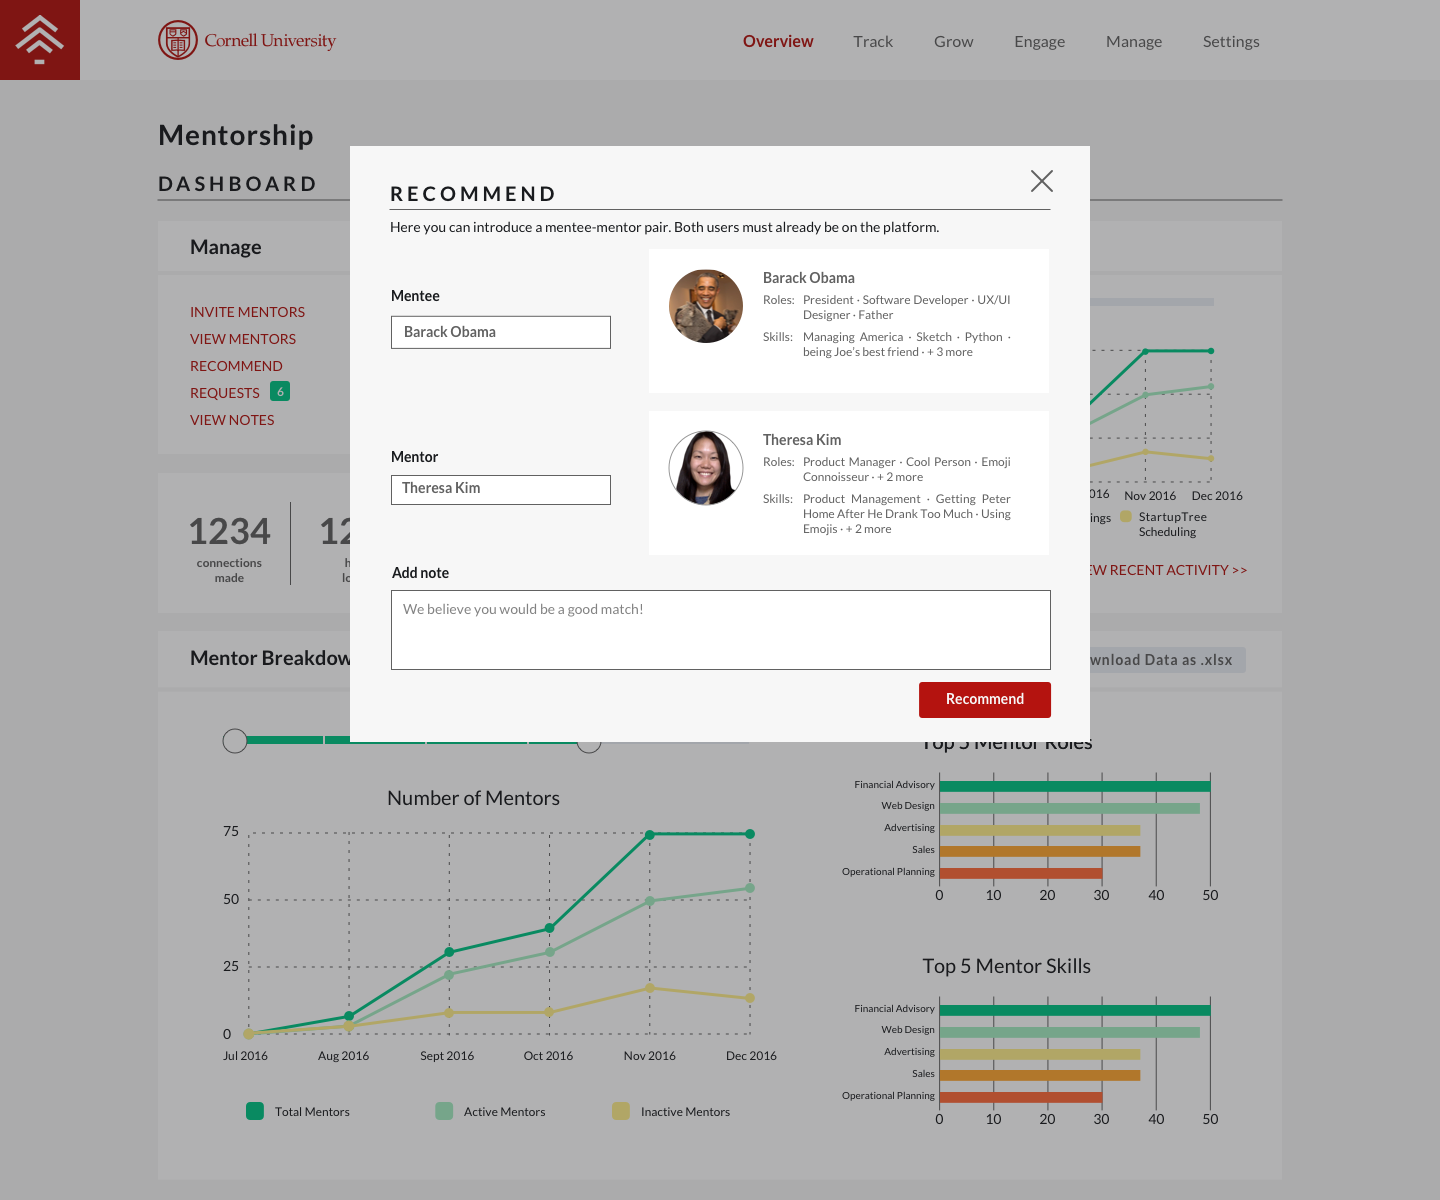 Cornell University
Overview Track Grow Engage Manage Settings
Mentorship
DASHBOARD
Manage
INVITE MENTORS
VIEW MENTORS
RECOMMEND
REQUESTS 6
VIEW NOTES
1234
connections
made
RECOMMEND
Here you can introduce a mentee-mentor pair. Both users must already be on the platform.
Mentee
Barack Obama
Barack Obama
Roles: President · Software Developer · UX/UI
Designer · Father
Skills: Managing America · Sketch · Python ·
being Joe's best friend · + 3 more
Mentor
Theresa Kim
Theresa Kim
Roles: Product Manager · Cool Person · Emoji
Connoisseur · + 2 more
Skills: Product Management · Getting Peter
Home After He Drank Too Much · Using
Emojis · + 2 more
Add note
We believe you would be a good match!
Recommend
016 Nov 2016 Dec 2016
ings StartupTree
Scheduling
EW RECENT ACTIVITY >>
Mentor Breakdow
wnload Data as .xlsx
Number of Mentors
75
50
25
0
Jul 2016 Aug 2016 Sept 2016 Oct 2016 Nov 2016 Dec 2016
Total Mentors Active Mentors Inactive Mentors
Top 5 Mentor Roles
Financial Advisory
Web Design
Advertising
Sales
Operational Planning
0 10 20 30 40 50
Top 5 Mentor Skills
Financial Advisory
Web Design
Advertising
Sales
Operational Planning
0 10 20 30 40 50